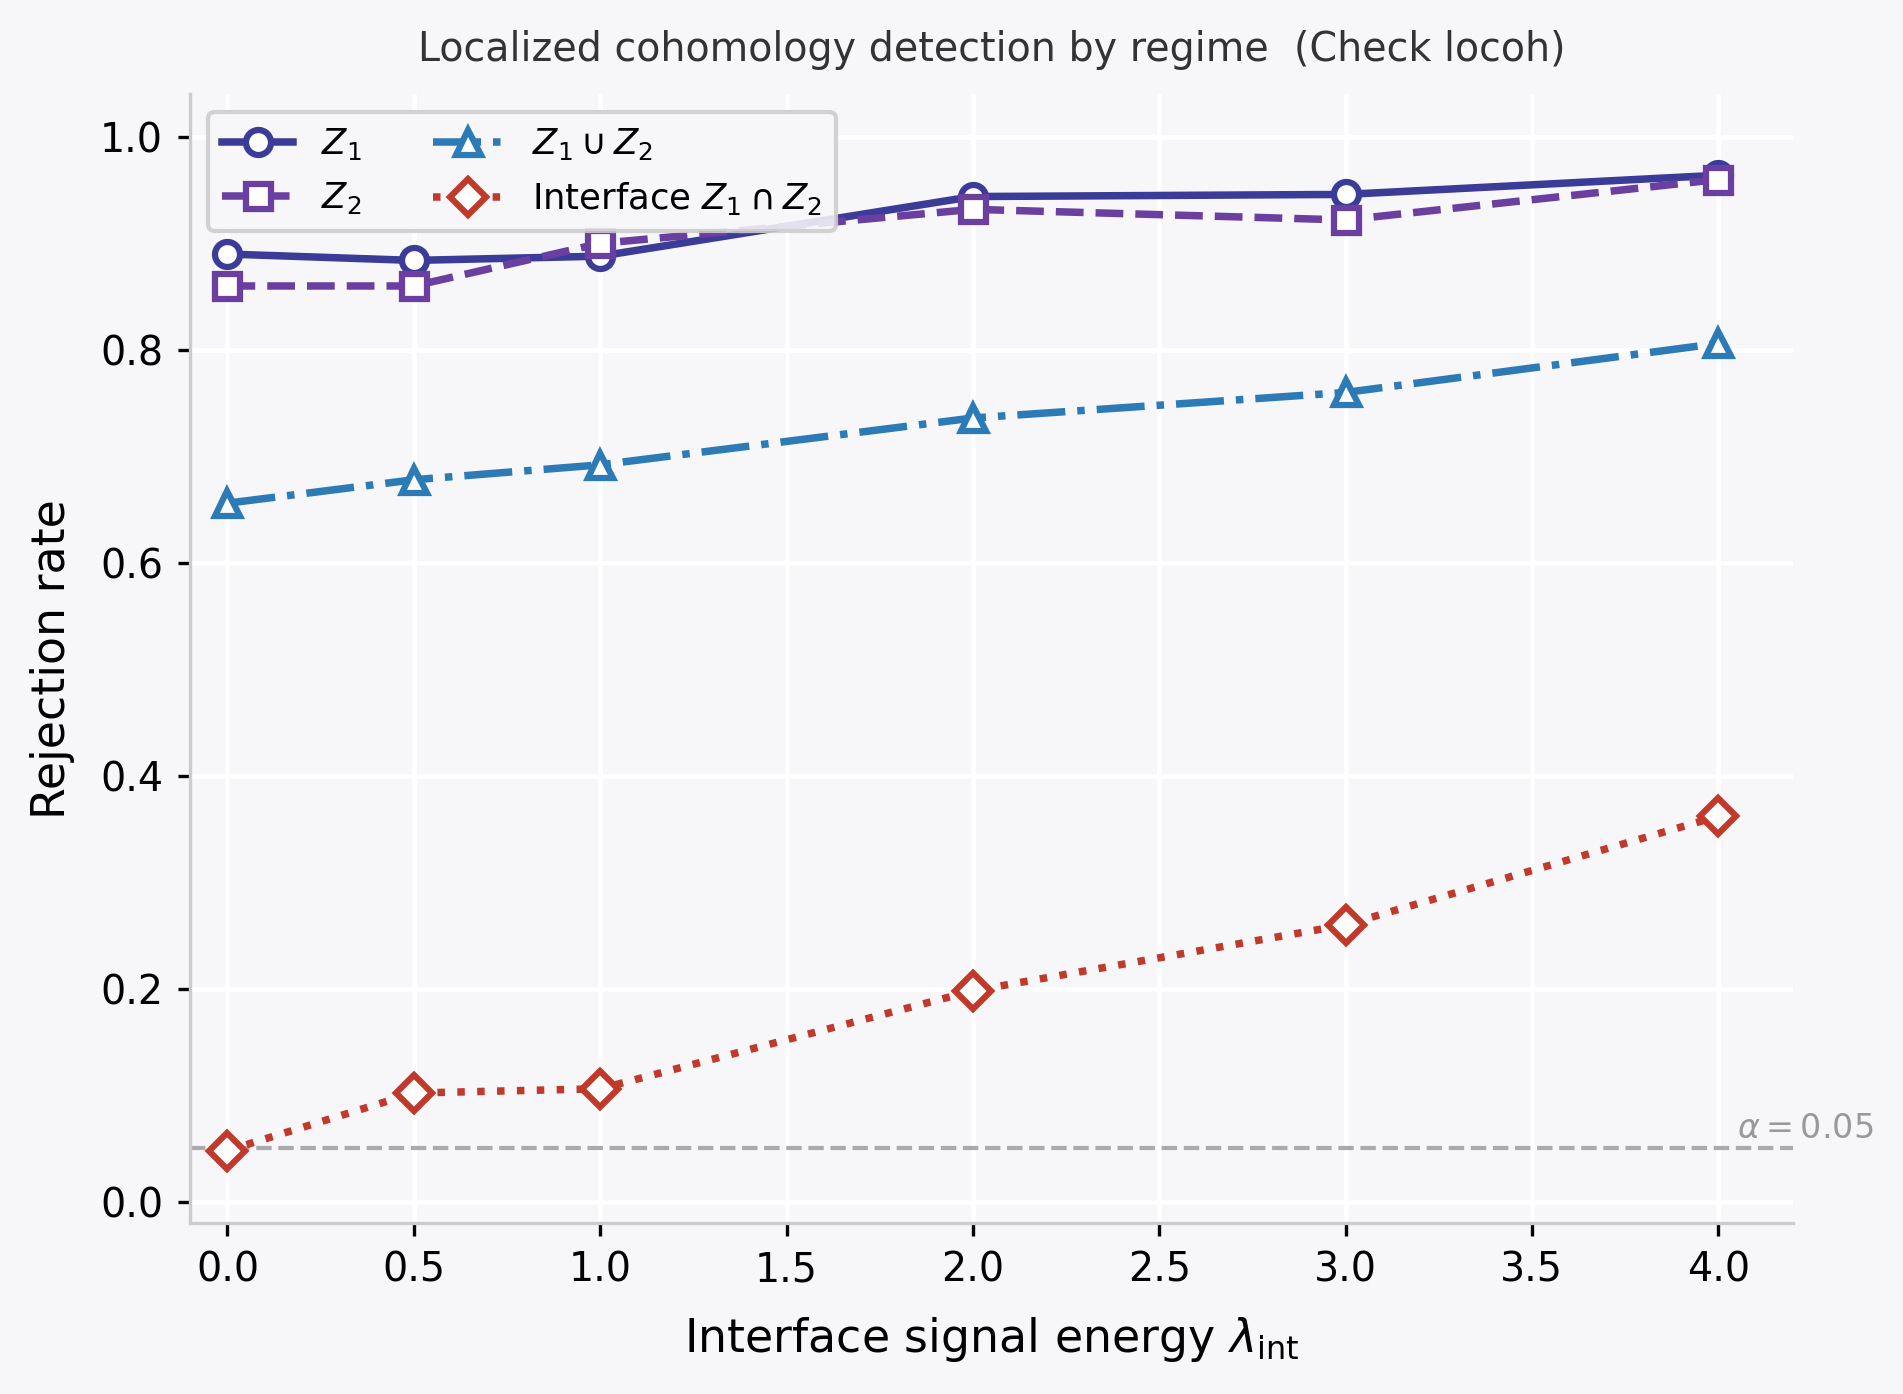 Localized cohomology detection by regime (Check locoh)
Z₁
Z₂
Z₁ ∪ Z₂
Interface Z₁ ∩ Z₂
Rejection rate
1.0
0.8
0.6
0.4
0.2
0.0
α = 0.05
0.0 0.5 1.0 1.5 2.0 2.5 3.0 3.5 4.0
Interface signal energy λ_int